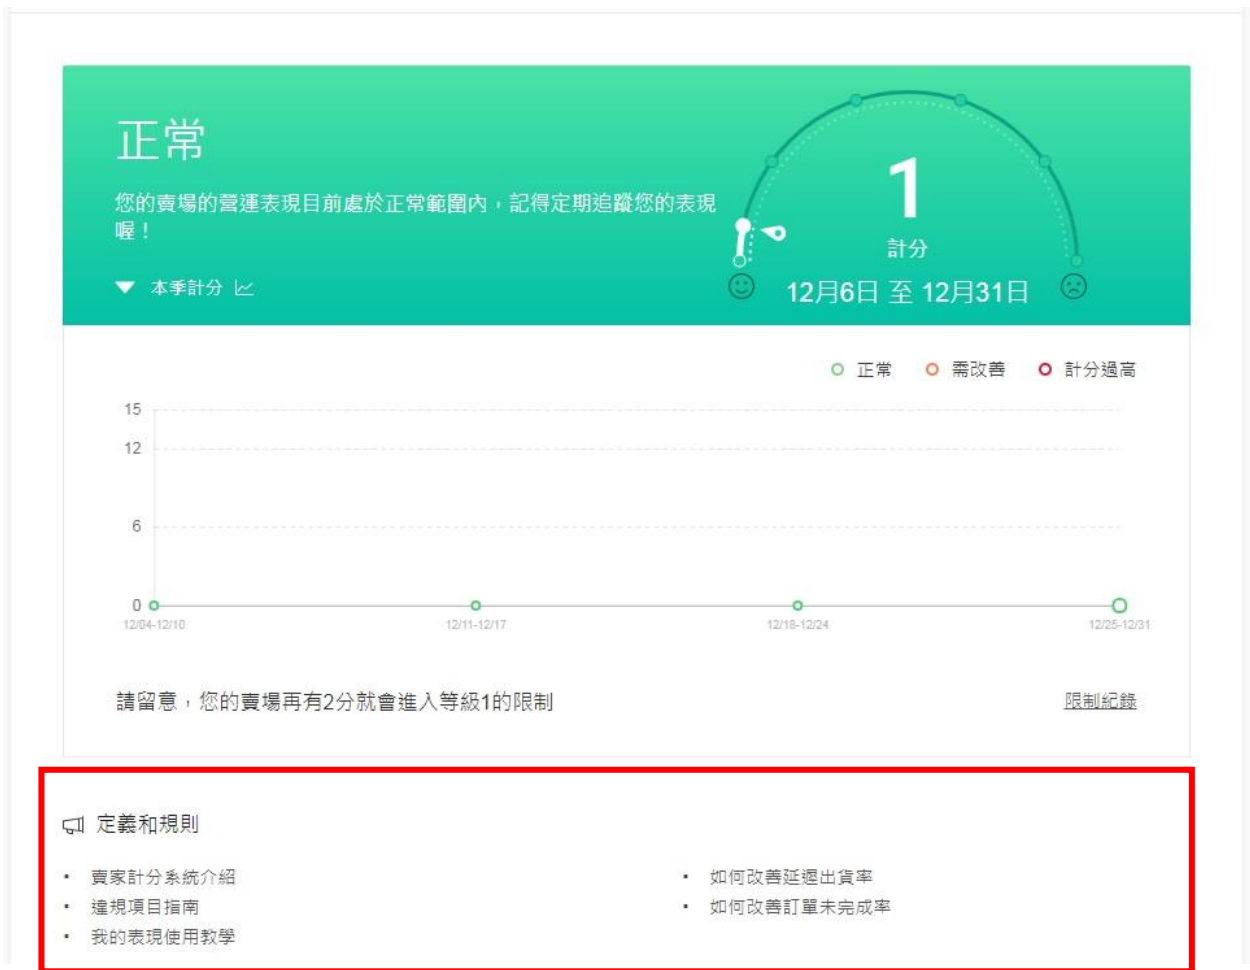 正常
您的賣場的營運表現目前處於正常範圍內，記得定期追蹤您的表現
喔！
本季計分
1
計分
12月6日 至 12月31日
正常 需改善 計分過高
15
12
6
0
12/04-12/10 12/11-12/17 12/18-12/24 12/25-12/31
請留意，您的賣場再有2分就會進入等級1的限制 限制紀錄
定義和規則
賣家計分系統介紹
違規項目指南
我的表現使用教學
如何改善延遲出貨率
如何改善訂單未完成率